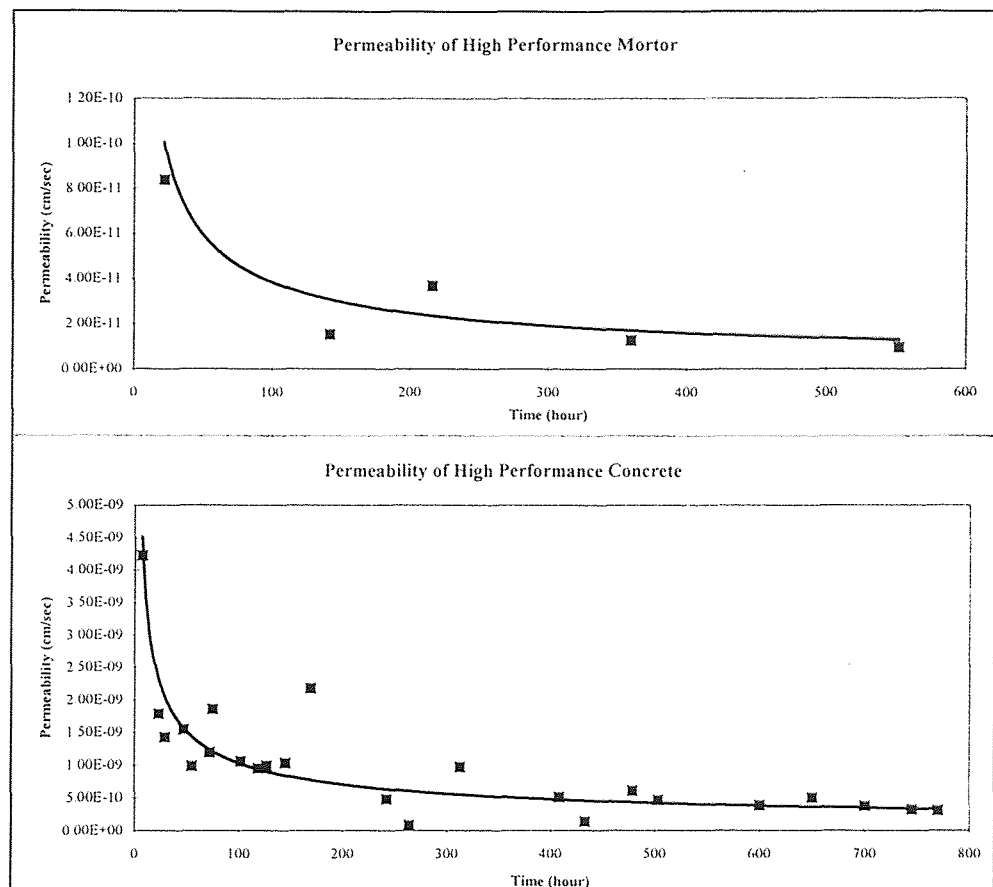 Permeability of High Performance Mortor
1 20E-10
1 00E-10
8 00E-11
6 00E-11
4 00E-11
2 00E-11
0 00E+00
Permeability (cm/sec)
0 100 200 300 400 500 600
Time (hour)
Permeability of High Performance Concrete
5.00E-09
4.50E-09
4.00E-09
3 50E-09
3 00E-09
2.50E-09
2.00E-09
1.50E-09
1.00E-09
5.00E-10
0 00E+00
Permeability (cm/sec)
0 100 200 300 400 500 600 700 800
Time (hour)